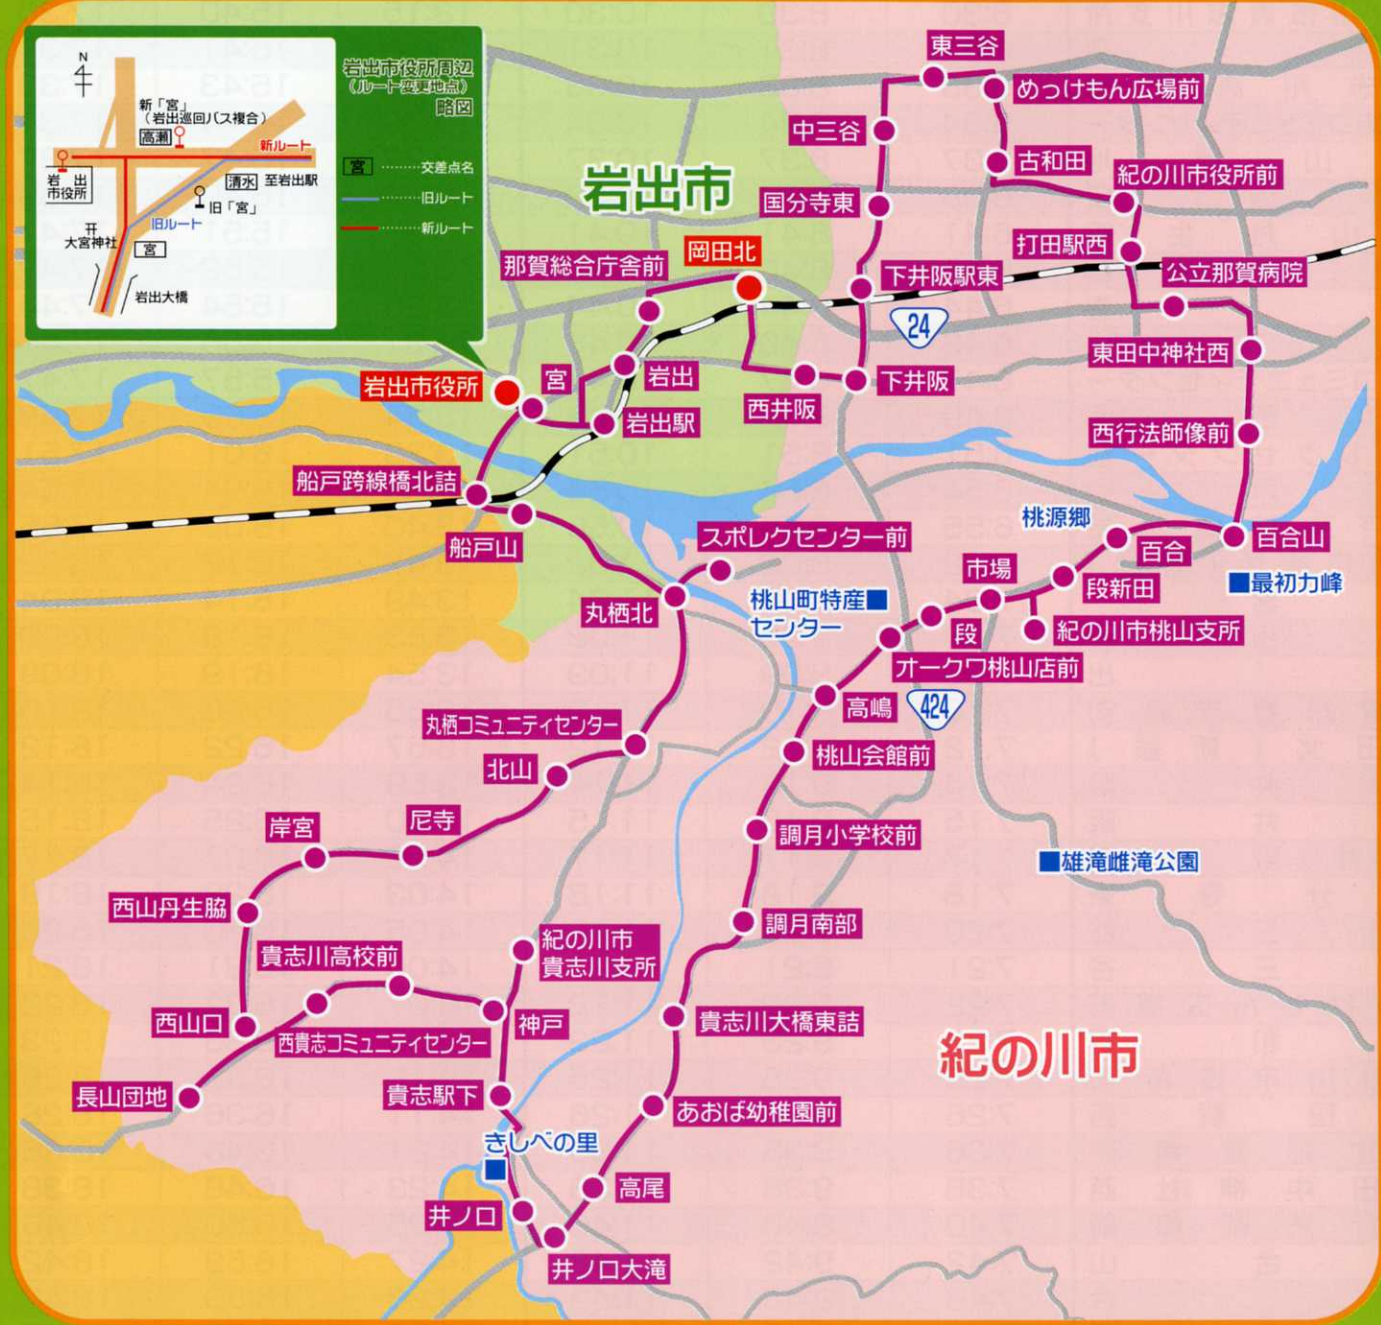 N
新「宮」
（岩出巡回バス複合）
高瀬
新ルート
岩出
市役所
清水
至岩出駅
旧「宮」
旧ルート
大宮神社
宮
岩出大橋
岩出市役所周辺
（ルート変更地点）
略図
宮 ………交差点名
………旧ルート
………新ルート
岩出市
東三谷
めっけもん広場前
中三谷
古和田
紀の川市役所前
国分寺東
打田駅西
岡田北
那賀総合庁舎前
下井阪駅東
公立那賀病院
24
東田中神社西
岩出市役所
宮
岩出
西井阪
下井阪
岩出駅
西行法師像前
船戸跨線橋北詰
船戸山
桃源郷
百合
百合山
スポレクセンター前
市場
段新田
最初ガ峰
丸栖北
桃山町特産
センター
段
紀の川市桃山支所
オークワ桃山店前
高嶋
424
丸栖コミュニティセンター
桃山会館前
北山
尼寺
岸宮
調月小学校前
雄滝雌滝公園
西山丹生脇
調月南部
貴志川高校前
紀の川市
貴志川支所
西山口
神戸
貴志川大橋東詰
西貴志コミュニティセンター
紀の川市
長山団地
貴志駅下
あおば幼稚園前
きしべの里
高尾
井ノ口
井ノ口大滝